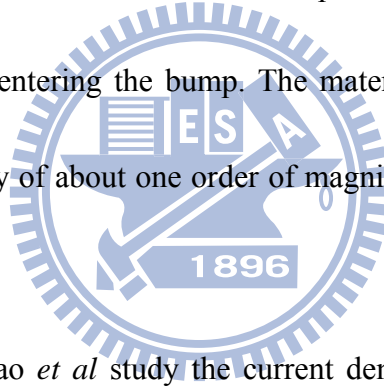 entering the bump. The mater
y of about one order of magni
ES
A
1896
ao et al study the current den